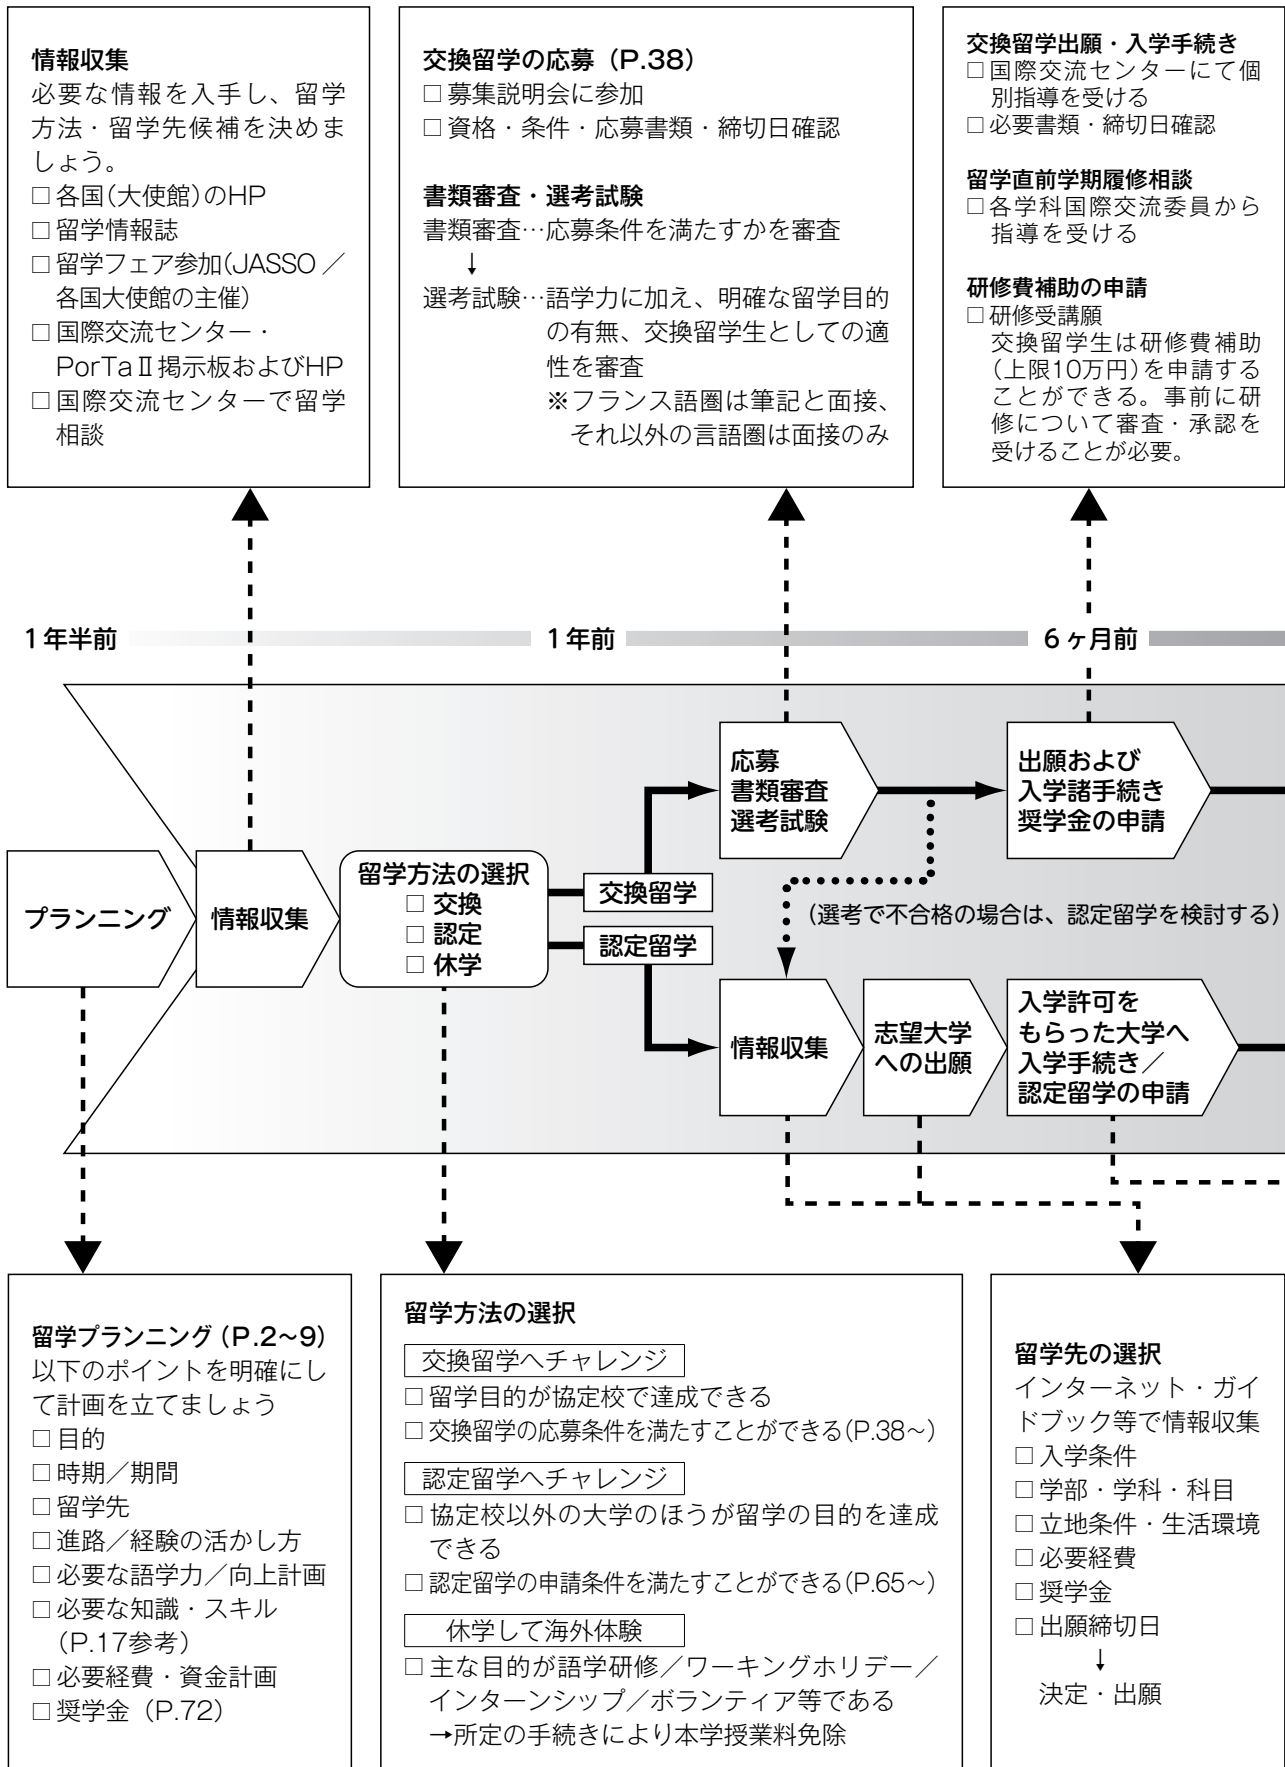 情報収集
必要な情報を入手し、留学
方法・留学先候補を決めま
しょう。
□ 各国(大使館)のHP
□ 留学情報誌
□ 留学フェア参加(JASSO／
各国大使館の主催)
□ 国際交流センター・
PorTaⅡ掲示板およびHP
□ 国際交流センターで留学
相談
交換留学の応募（P.38）
□ 募集説明会に参加
□ 資格・条件・応募書類・締切日確認
書類審査・選考試験
書類審査…応募条件を満たすかを審査
↓
選考試験…語学力に加え、明確な留学目的
の有無、交換留学生としての適
性を審査
※フランス語圏は筆記と面接、
それ以外の言語圏は面接のみ
交換留学出願・入学手続き
□ 国際交流センターにて個
別指導を受ける
□ 必要書類・締切日確認
留学直前学期履修相談
□ 各学科国際交流委員から
指導を受ける
研修費補助の申請
□ 研修受講願
交換留学生は研修費補助
(上限10万円)を申請する
ことができる。事前に研
修について審査・承認を
受けることが必要。
1年半前
1年前
6ヶ月前
プランニング
情報収集
留学方法の選択
□ 交換
□ 認定
□ 休学
交換留学
認定留学
応募
書類審査
選考試験
出願および
入学諸手続き
奨学金の申請
(選考で不合格の場合は、認定留学を検討する)
情報収集
志望大学
への出願
入学許可を
もらった大学へ
入学手続き／
認定留学の申請
留学プランニング（P.2～9）
以下のポイントを明確にし
て計画を立てましょう
□ 目的
□ 時期／期間
□ 留学先
□ 進路／経験の活かし方
□ 必要な語学力／向上計画
□ 必要な知識・スキル
(P.17参考)
□ 必要経費・資金計画
□ 奨学金（P.72）
留学方法の選択
交換留学へチャレンジ
□ 留学目的が協定校で達成できる
□ 交換留学の応募条件を満たすことができる(P.38～)
認定留学へチャレンジ
□ 協定校以外の大学のほうが留学の目的を達成
できる
□ 認定留学の申請条件を満たすことができる(P.65～)
休学して海外体験
□ 主な目的が語学研修／ワーキングホリデー／
インターンシップ／ボランティア等である
→所定の手続きにより本学授業料免除
留学先の選択
インターネット・ガイ
ドブック等で情報収集
□ 入学条件
□ 学部・学科・科目
□ 立地条件・生活環境
□ 必要経費
□ 奨学金
□ 出願締切日
↓
決定・出願